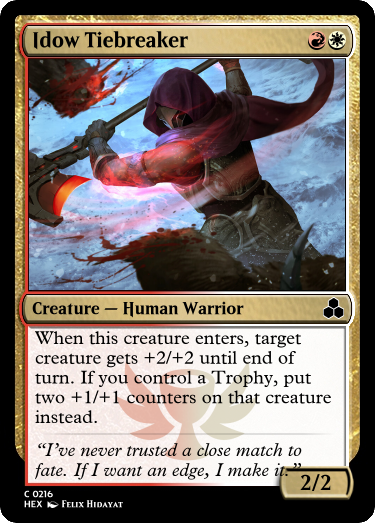 Idow Tiebreaker
Creature — Human Warrior
When this creature enters, target
creature gets +2/+2 until end of
turn. If you control a Trophy, put
two +1/+1 counters on that creature
instead.
“I’ve never trusted a close match to
fate. If I want an edge, I make it.”
2/2
C 0216
HEX Felix Hidayat